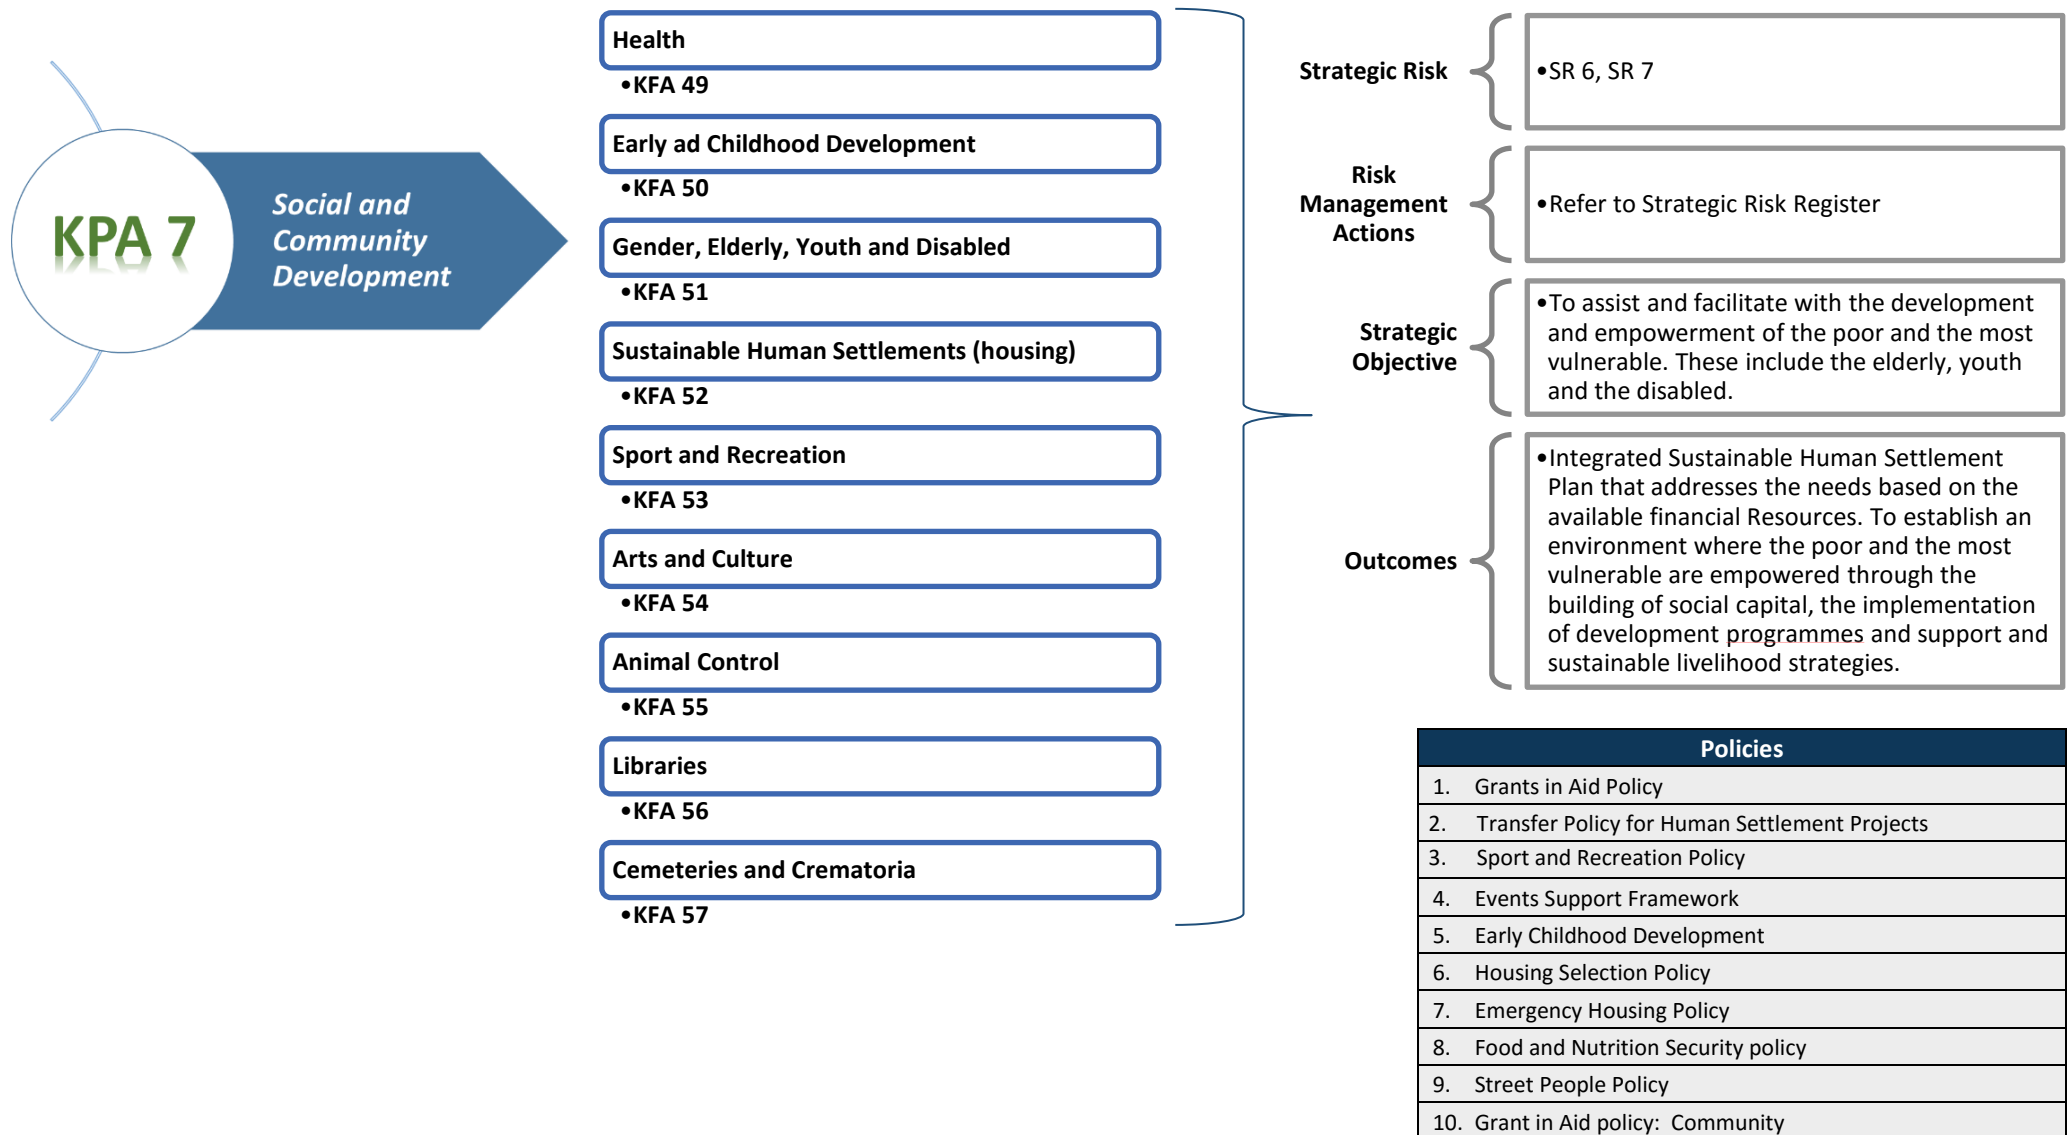 KPA 7
Social and
Community
Development
Health
•KFA 49
Early ad Childhood Development
•KFA 50
Gender, Elderly, Youth and Disabled
•KFA 51
Sustainable Human Settlements (housing)
•KFA 52
Sport and Recreation
•KFA 53
Arts and Culture
•KFA 54
Animal Control
•KFA 55
Libraries
•KFA 56
Cemeteries and Crematoria
•KFA 57
Strategic Risk
•SR 6, SR 7
Risk
Management
Actions
•Refer to Strategic Risk Register
Strategic
Objective
•To assist and facilitate with the development
and empowerment of the poor and the most
vulnerable. These include the elderly, youth
and the disabled.
Outcomes
•Integrated Sustainable Human Settlement
Plan that addresses the needs based on the
available financial Resources. To establish an
environment where the poor and the most
vulnerable are empowered through the
building of social capital, the implementation
of development programmes and support and
sustainable livelihood strategies.
Policies
1. Grants in Aid Policy
2. Transfer Policy for Human Settlement Projects
3. Sport and Recreation Policy
4. Events Support Framework
5. Early Childhood Development
6. Housing Selection Policy
7. Emergency Housing Policy
8. Food and Nutrition Security policy
9. Street People Policy
10. Grant in Aid policy: Community